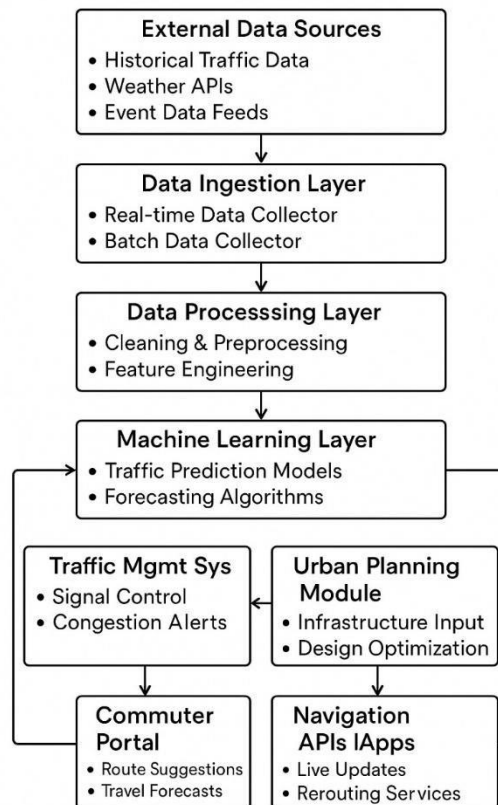 External Data Sources
• Historical Traffic Data
• Weather APIs
• Event Data Feeds
Data Ingestion Layer
• Real-time Data Collector
• Batch Data Collector
Data Processsing Layer
• Cleaning & Preprocessing
• Feature Engineering
Machine Learning Layer
• Traffic Prediction Models
• Forecasting Algorithms
Traffic Mgmt Sys
• Signal Control
• Congestion Alerts
Urban Planning
Module
• Infrastructure Input
• Design Optimization
Commuter
Portal
• Route Suggestions
• Travel Forecasts
Navigation
APIs lApps
• Live Updates
• Rerouting Services